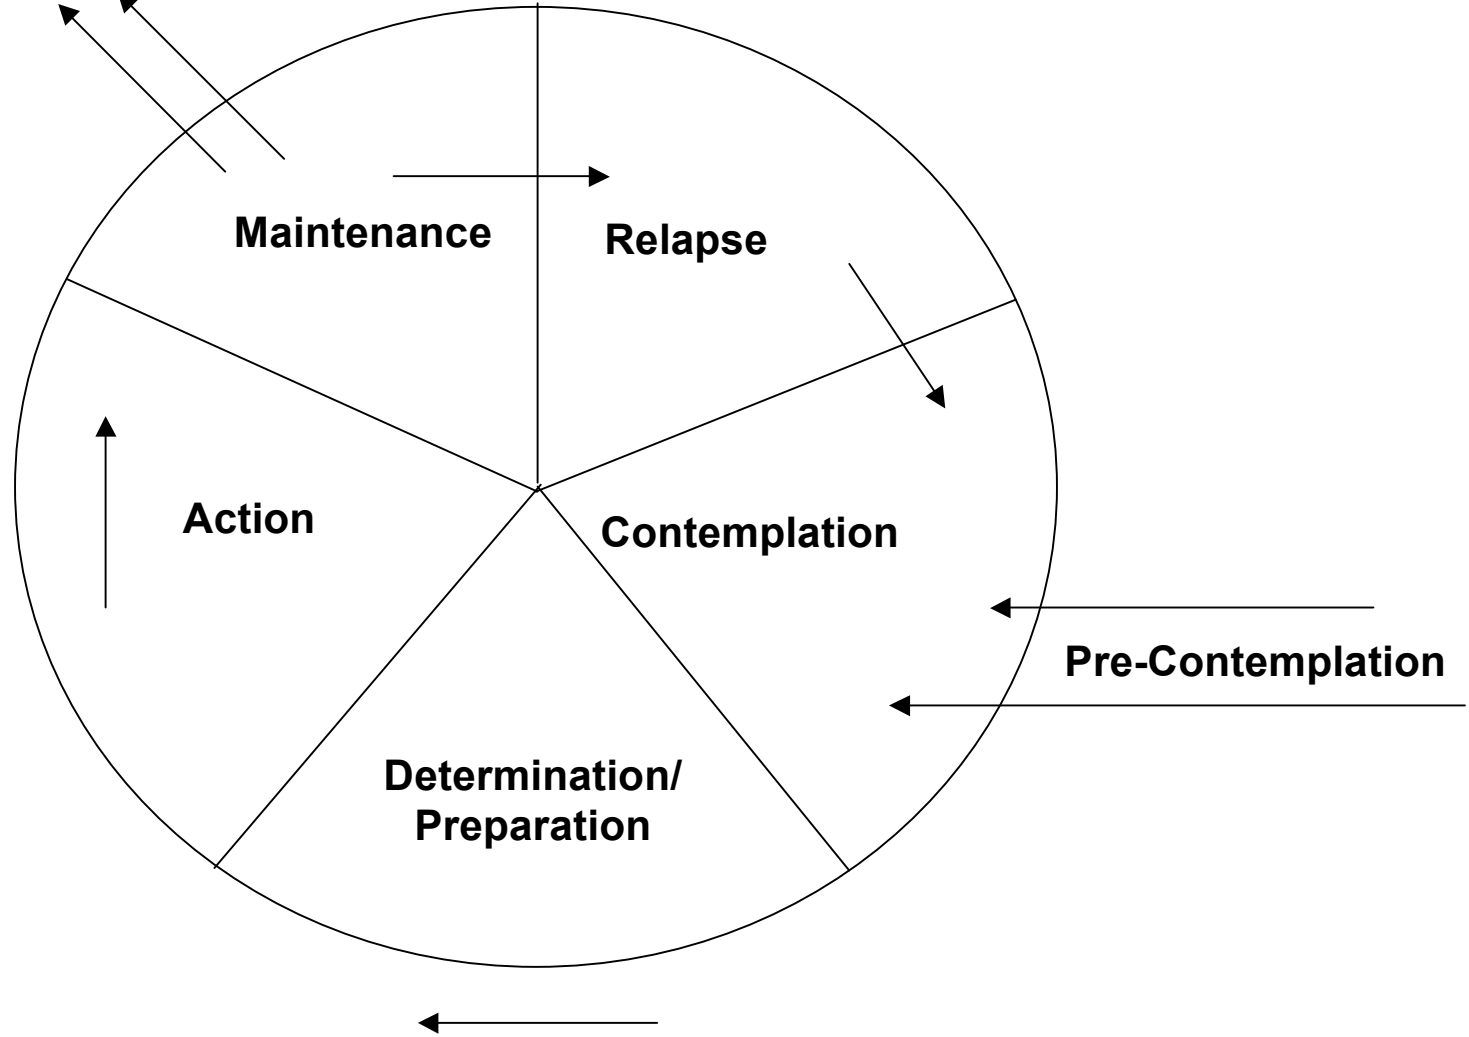 Maintenance
Relapse
Action
Contemplation
Pre-Contemplation
Determination/
Preparation